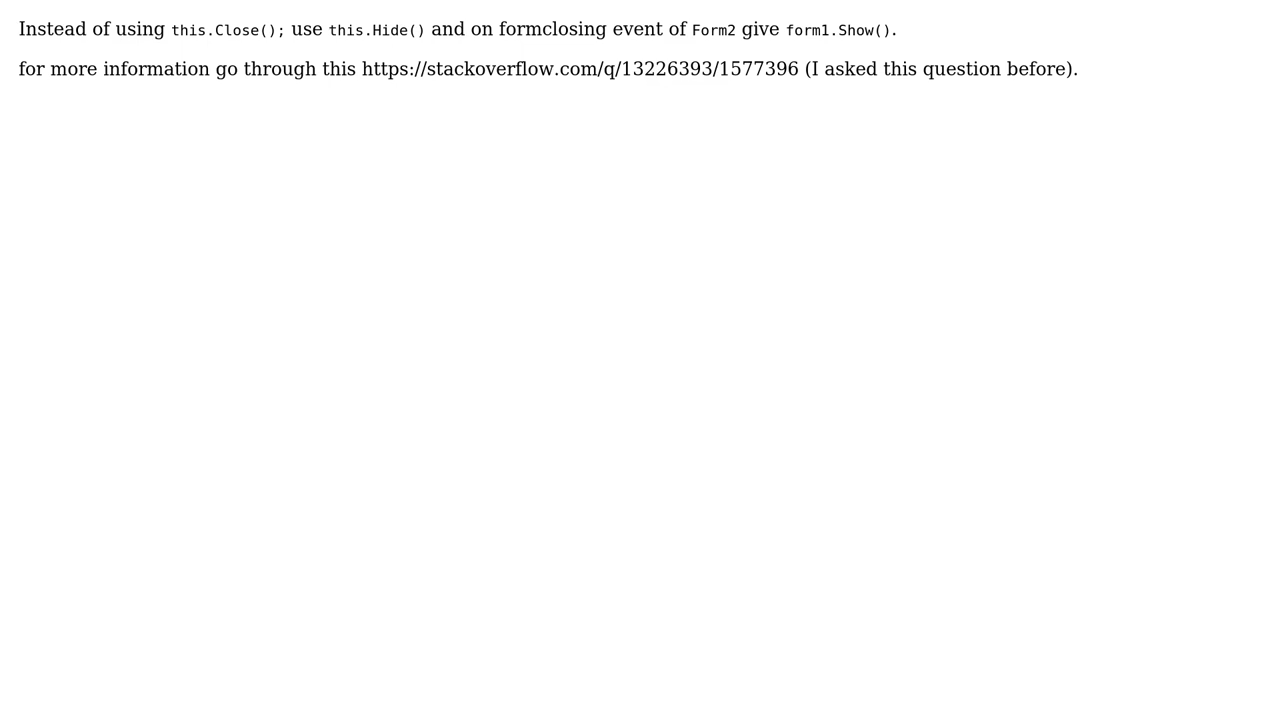 Instead of using this.Close(); use this.Hide() and on formclosing event of Form2 give form1.Show().
for more information go through this https://stackoverflow.com/q/13226393/1577396 (I asked this question before).